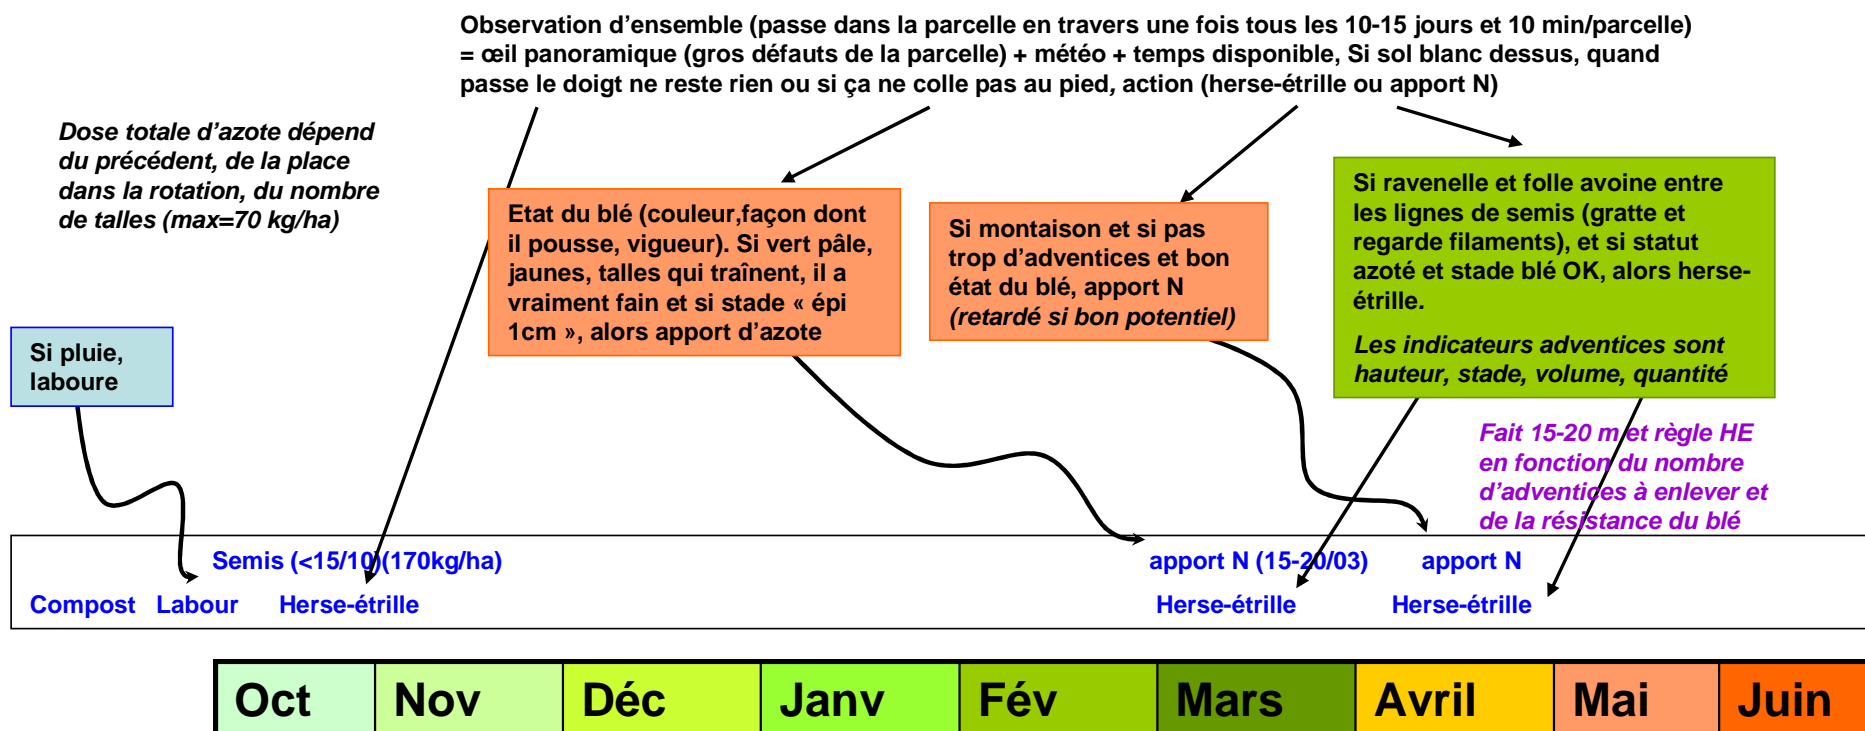 Observation d’ensemble (passe dans la parcelle en travers une fois tous les 10-15 jours et 10 min/parcelle)
= œil panoramique (gros défauts de la parcelle) + météo + temps disponible, Si sol blanc dessus, quand
passe le doigt ne reste rien ou si ça ne colle pas au pied, action (herse-étrille ou apport N)
Dose totale d’azote dépend
du précédent, de la place
dans la rotation, du nombre
de talles (max=70 kg/ha)
Etat du blé (couleur,façon dont
il pousse, vigueur). Si vert pâle,
jaunes, talles qui traînent, il a
vraiment fain et si stade « épi
1cm », alors apport d’azote
Si montaison et si pas
trop d’adventices et bon
état du blé, apport N
(retardé si bon potentiel)
Si ravenelle et folle avoine entre
les lignes de semis (gratte et
regarde filaments), et si statut
azoté et stade blé OK, alors herse-
étrille.
Les indicateurs adventices sont
hauteur, stade, volume, quantité
Si pluie,
laboure
Fait 15-20 m et règle HE
en fonction du nombre
d’adventices à enlever et
de la résistance du blé
Semis (<15/10)(170kg/ha)
apport N (15-20/03)
apport N
Compost
Labour
Herse-étrille
Herse-étrille
Herse-étrille
Oct
Nov
Déc
Janv
Fév
Mars
Avril
Mai
Juin